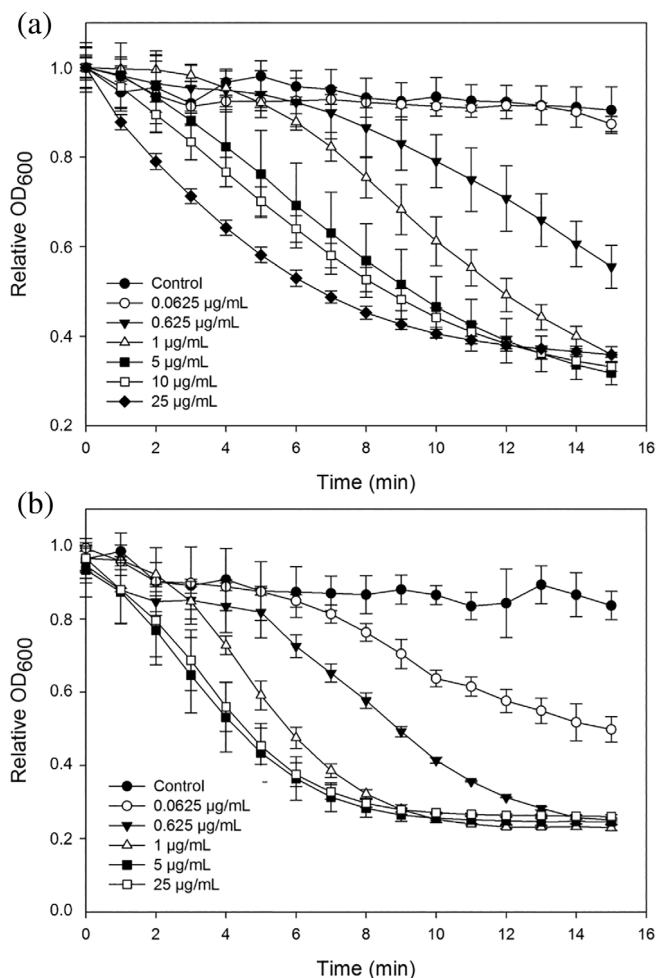 (a)
Relative OD600
1.0
0.8
0.6
0.4
0.2
Control
0.0625 µg/mL
0.625 µg/mL
1 µg/mL
5 µg/mL
10 µg/mL
25 µg/mL
0 2 4 6 8 10 12 14 16
Time (min)
(b)
Relative OD600
1.0
0.8
0.6
0.4
0.2
0.0
Control
0.0625 µg/mL
0.625 µg/mL
1 µg/mL
5 µg/mL
25 µg/mL
0 2 4 6 8 10 12 14 16
Time (min)